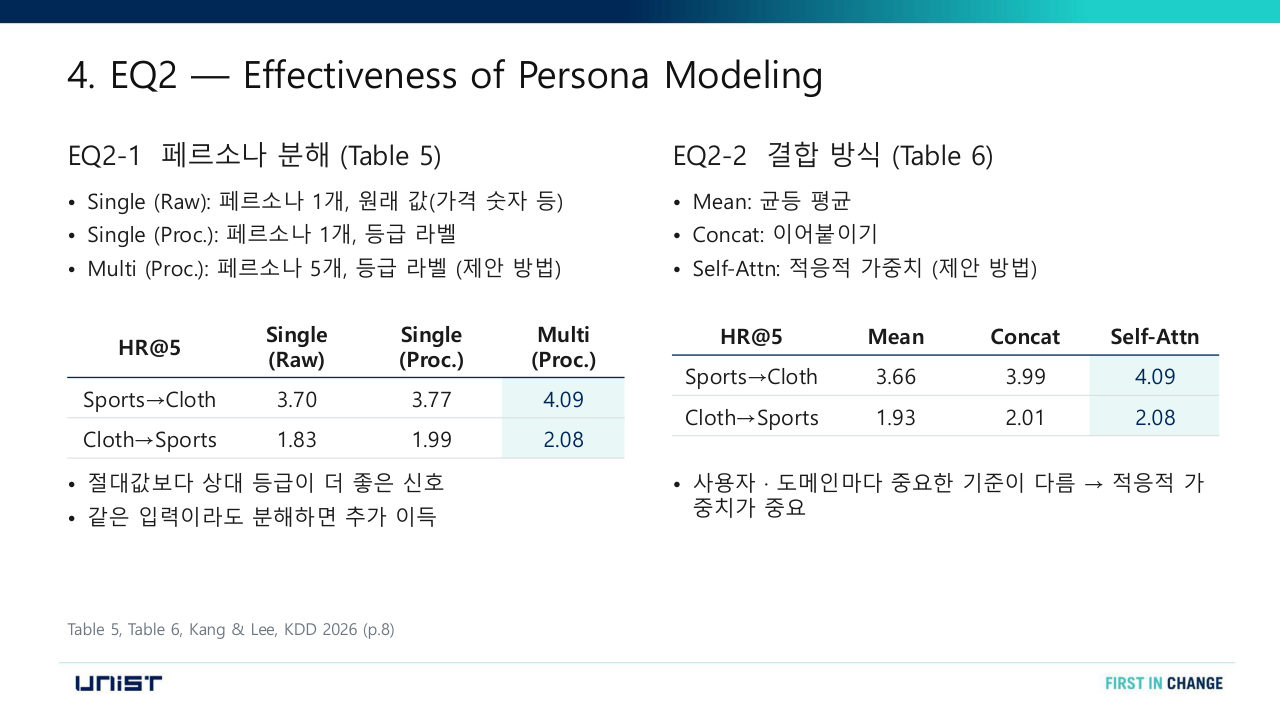 4. EQ2 — Effectiveness of Persona Modeling
EQ2-1 페르소나 분해 (Table 5)
• Single (Raw): 페르소나 1개, 원래 값(가격 숫자 등)
• Single (Proc.): 페르소나 1개, 등급 라벨
• Multi (Proc.): 페르소나 5개, 등급 라벨 (제안 방법)
HR@5 Single (Raw) Single (Proc.) Multi (Proc.)
Sports→Cloth 3.70 3.77 4.09
Cloth→Sports 1.83 1.99 2.08
• 절대값보다 상대 등급이 더 좋은 신호
• 같은 입력이라도 분해하면 추가 이득
EQ2-2 결합 방식 (Table 6)
• Mean: 균등 평균
• Concat: 이어붙이기
• Self-Attn: 적응적 가중치 (제안 방법)
HR@5 Mean Concat Self-Attn
Sports→Cloth 3.66 3.99 4.09
Cloth→Sports 1.93 2.01 2.08
• 사용자 · 도메인마다 중요한 기준이 다름 → 적응적 가
중치가 중요
Table 5, Table 6, Kang & Lee, KDD 2026 (p.8)
UNIST
FIRST IN CHANGE